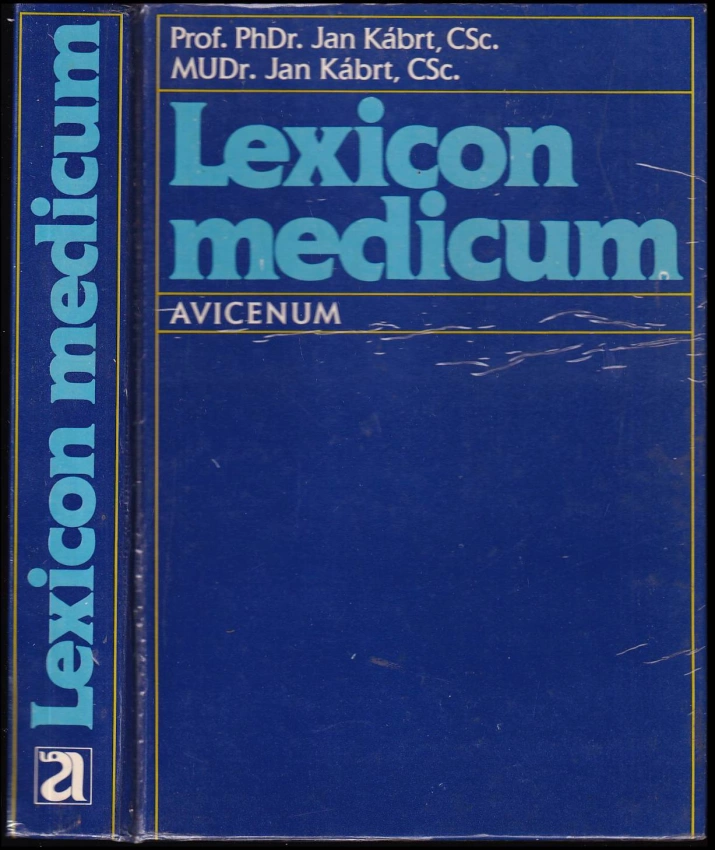 Lexicon medicum
a
Prof. PhDr. Jan Kábrt, CSc.
MUDr. Jan Kábrt, CSc.
Lexicon
medicum
AVICENUM